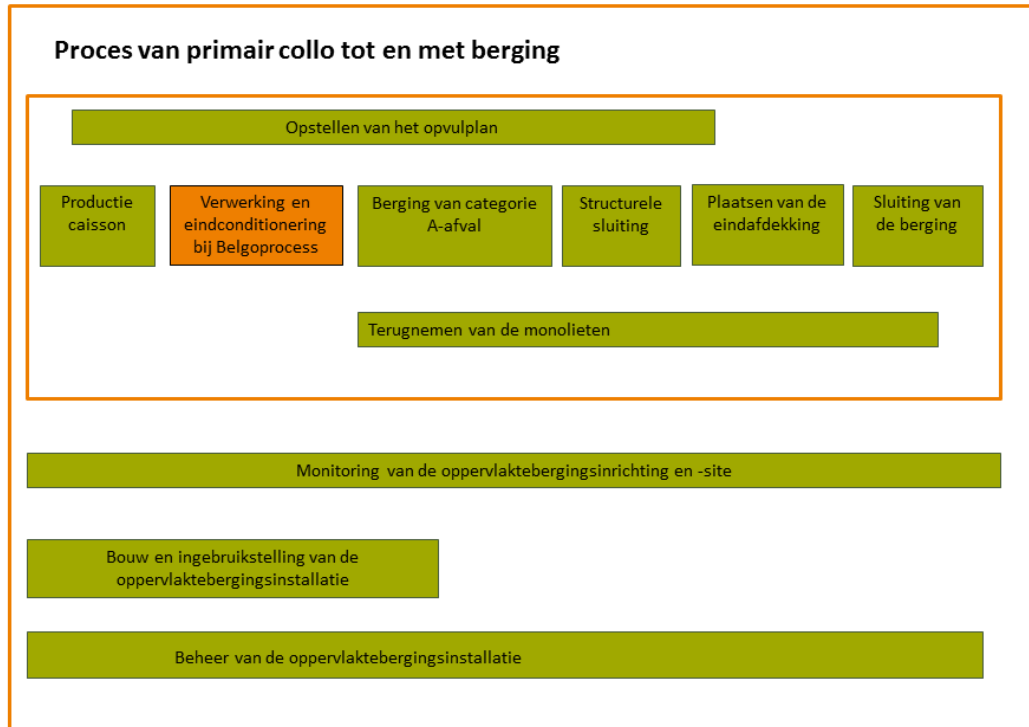 Proces van primair collo tot en met berging
Opstellen van het opvulplan
Productie
caisson
Verwerking en
eindconditionering
bij Belgoprocess
Berging van categorie
A-afval
Structurele
sluiting
Plaatsen van de
eindafdekking
Sluiting van
de berging
Terugnemen van de monolieten
Monitoring van de oppervlaktebergingsinrichting en -site
Bouw en ingebruikstelling van de
oppervlaktebergingsinstallatie
Beheer van de oppervlaktebergingsinstallatie